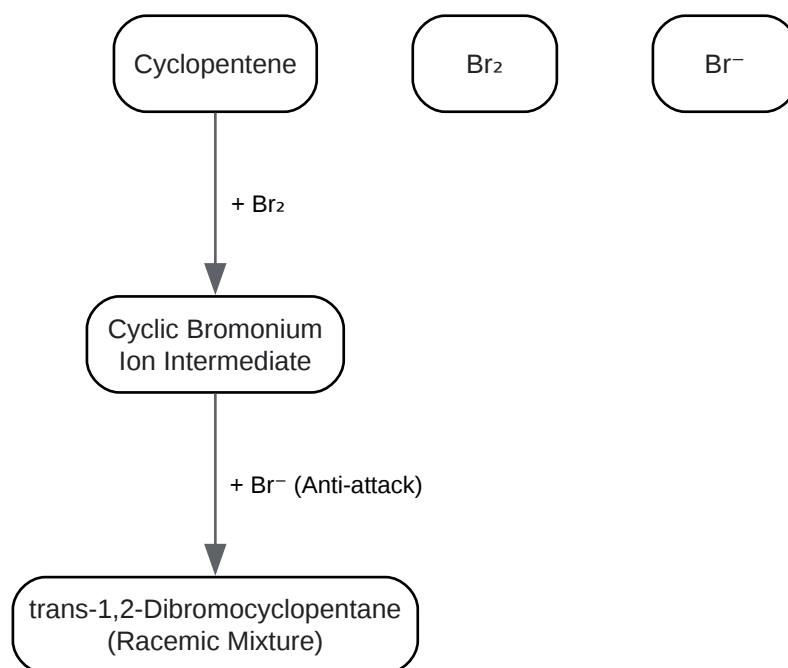 Cyclopentene
Br₂
Br⁻
+ Br₂
Cyclic Bromonium
Ion Intermediate
+ Br⁻ (Anti-attack)
trans-1,2-Dibromocyclopentane
(Racemic Mixture)